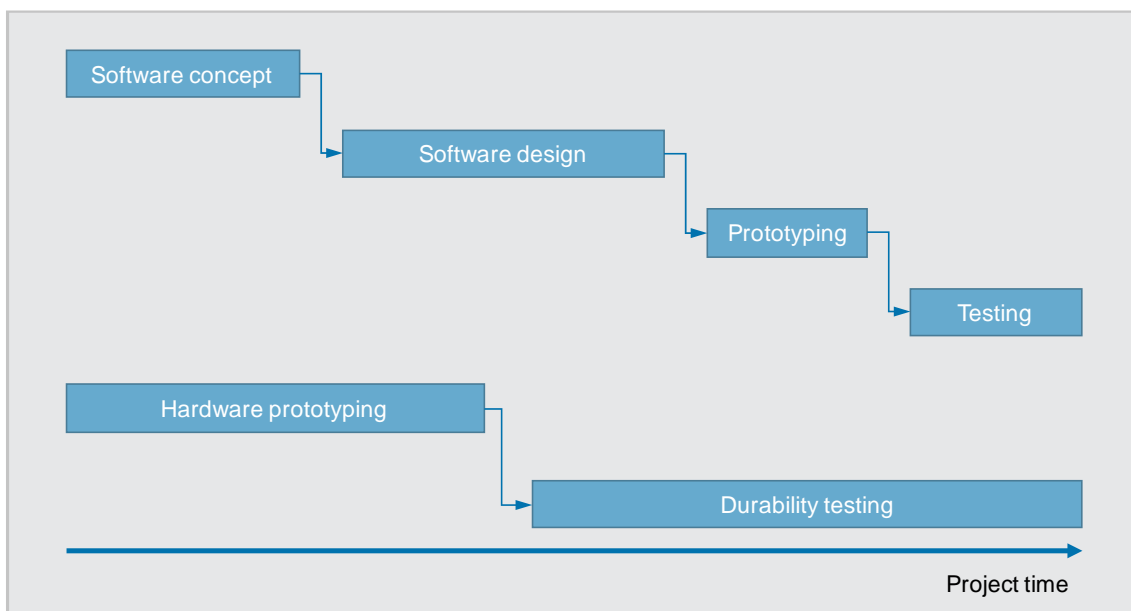 Software concept
Software design
Prototyping
Testing
Hardware prototyping
Durability testing
Project time